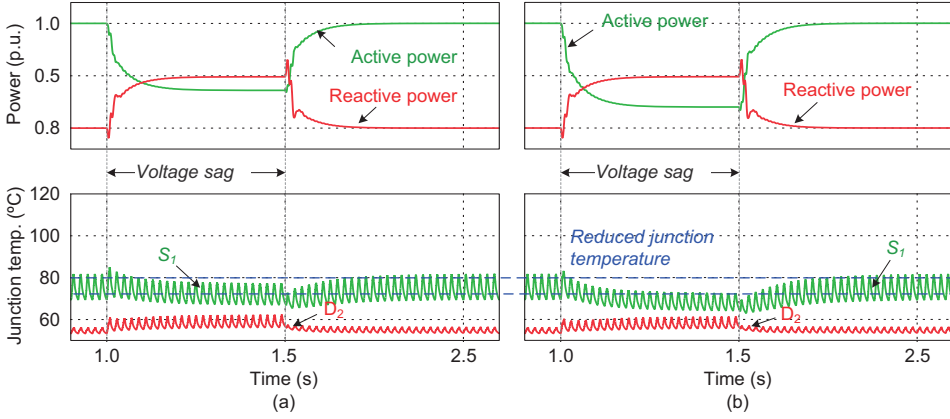 Power (p.u.)
1.0
0.5
0.8
Active power
Reactive power
Active power
Reactive power
Voltage sag
Voltage sag
Junction temp. (ºC)
120
100
80
60
S1
D2
Reduced junction
temperature
S1
D2
1.0
1.5
2.5
1.0
1.5
2.5
Time (s)
Time (s)
(a)
(b)